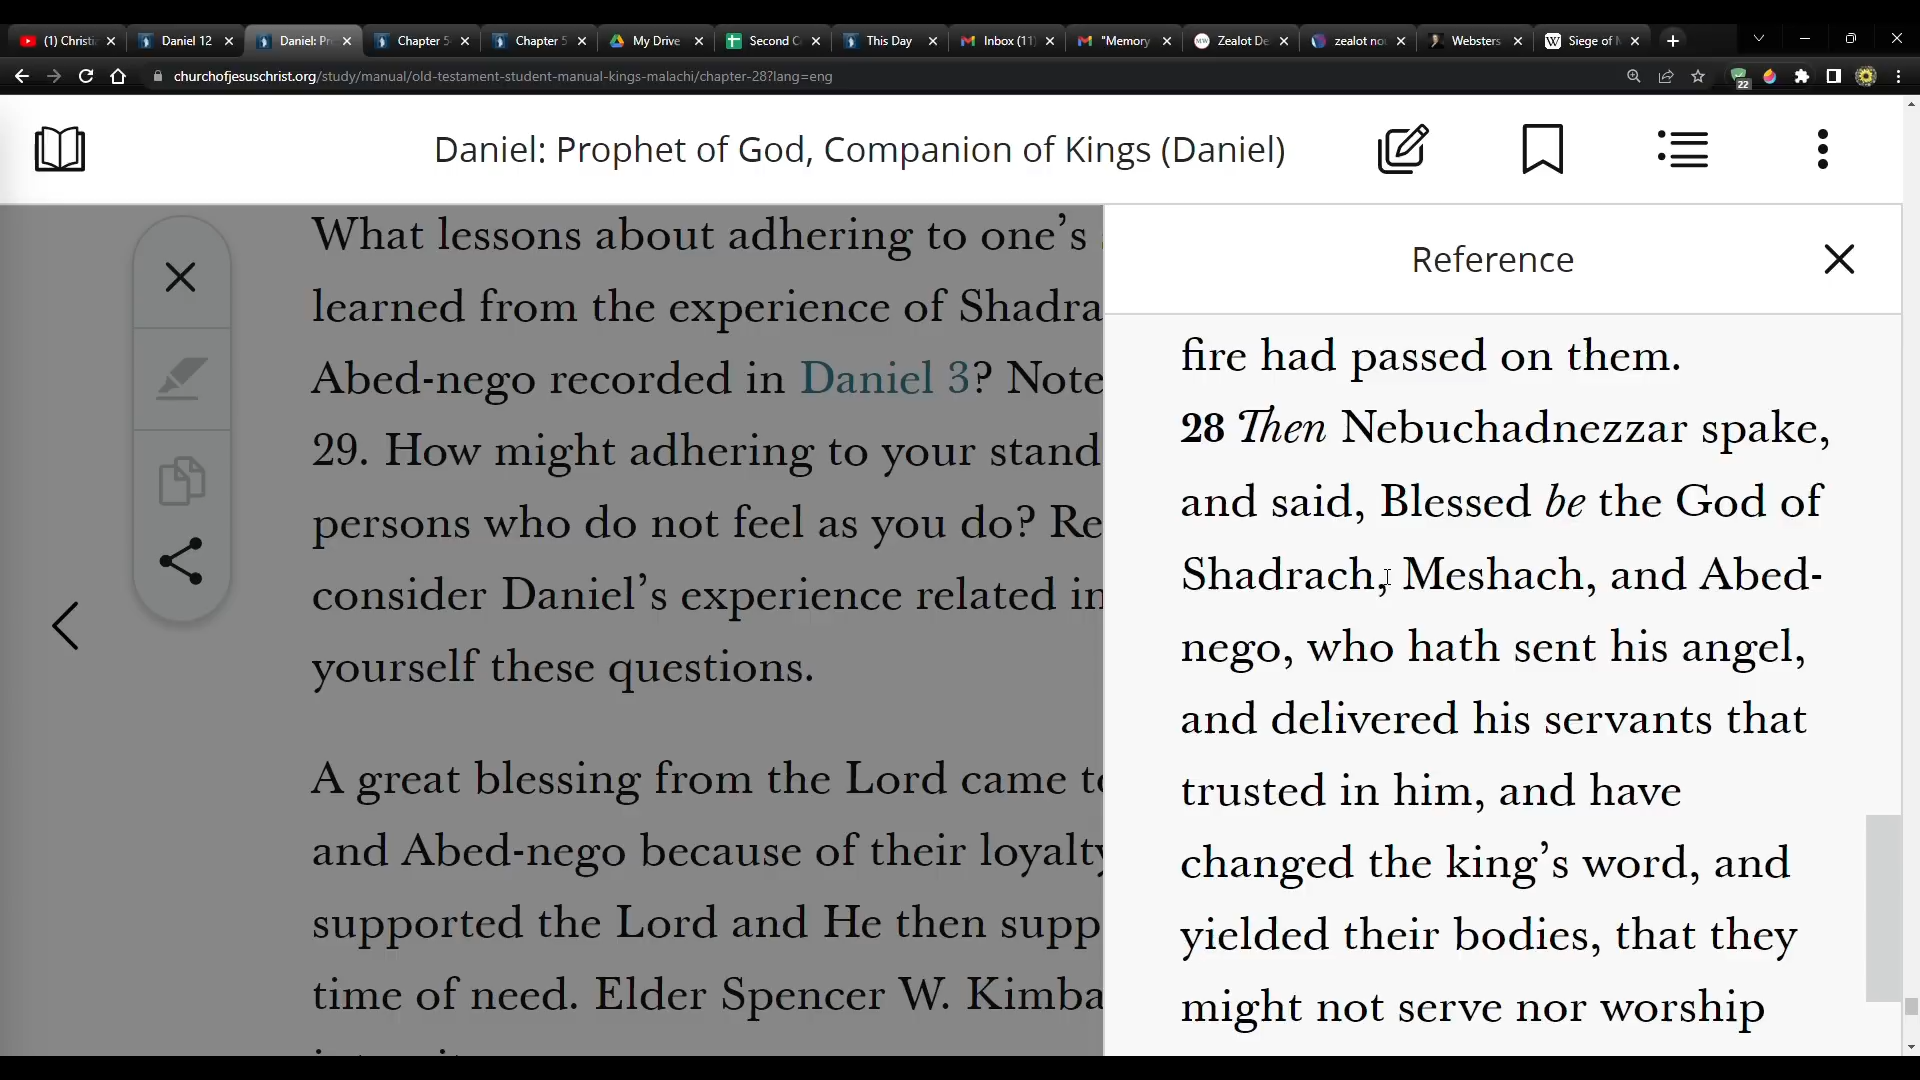 (1) Christi
Daniel 12
Daniel: Pr
Chapter 5
Chapter 5
My Drive
Second C
This Day
Inbox (11
"Memory
Zealot De
zealot no
Websters
Siege of
churchofjesuschrist.org/study/manual/old-testament-student-manual-kings-malachi/chapter-28?lang=eng
22
Daniel: Prophet of God, Companion of Kings (Daniel)
What lessons about adhering to one’s
learned from the experience of Shadra
Abed-nego recorded in Daniel 3? Note
29. How might adhering to your stand
persons who do not feel as you do? Re
consider Daniel’s experience related in
yourself these questions.
A great blessing from the Lord came to
and Abed-nego because of their loyalty
supported the Lord and He then supp
time of need. Elder Spencer W. Kimba
Reference
fire had passed on them.
28 Then Nebuchadnezzar spake,
and said, Blessed be the God of
Shadrach, Meshach, and Abed-
nego, who hath sent his angel,
and delivered his servants that
trusted in him, and have
changed the king’s word, and
yielded their bodies, that they
might not serve nor worship